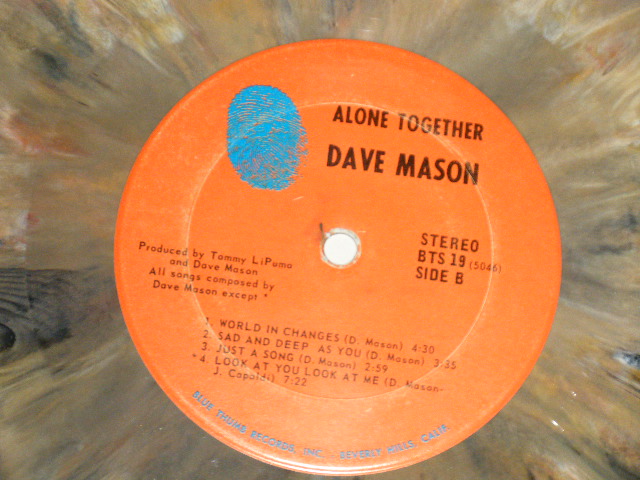 ALONE TOGETHER
DAVE MASON
Produced by Tommy LiPuma
and Dave Mason
All songs composed by
Dave Mason except *
STEREO
BTS 19 (5046)
SIDE B
1. WORLD IN CHANGES (D. Mason) 4:30
2. SAD AND DEEP AS YOU (D. Mason) 3:35
3. JUST A SONG (D. Mason) 2:59
* 4. LOOK AT YOU LOOK AT ME (D. Mason-
J. Capaldi) 7:22
BLUE THUMB RECORDS, INC. - BEVERLY HILLS, CALIF.